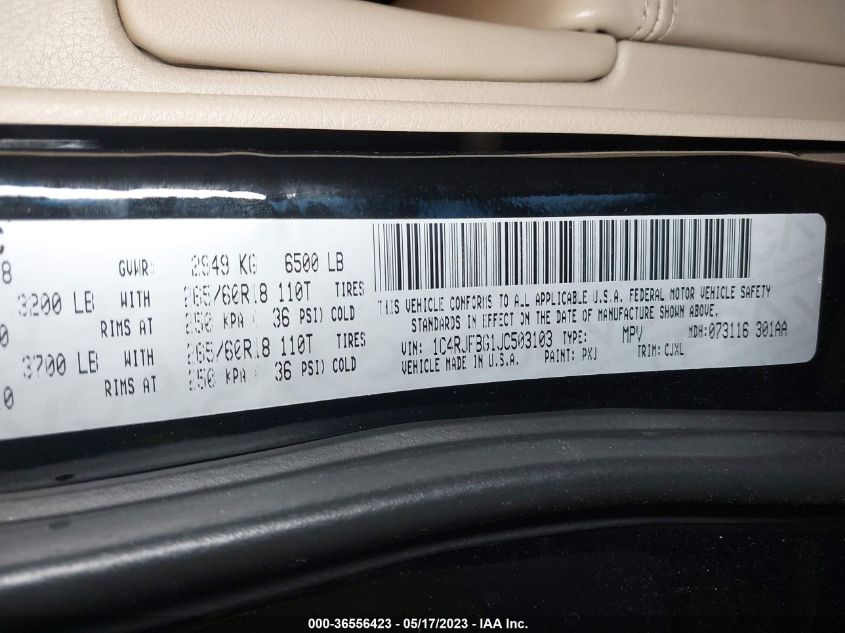 C
8 GVWR: 2949 KG 6500 LB
3200 LB WITH 265/60R18 110T TIRES
0 RIMS AT 250 KPA ( 36 PSI) COLD
3700 LB WITH 265/60R18 110T TIRES
0 RIMS AT 250 KPA ( 36 PSI) COLD
THIS VEHICLE CONFORMS TO ALL APPLICABLE U.S.A. FEDERAL MOTOR VEHICLE SAFETY
STANDARDS IN EFFECT ON THE DATE OF MANUFACTURE SHOWN ABOVE.
VIN: 1C4RJFBG1JC503103 TYPE: MPV MDH: 073116 301AA
VEHICLE MADE IN U.S.A. PAINT: PXJ TRIM: CJXL
000-36556423 - 05/17/2023 - IAA Inc.